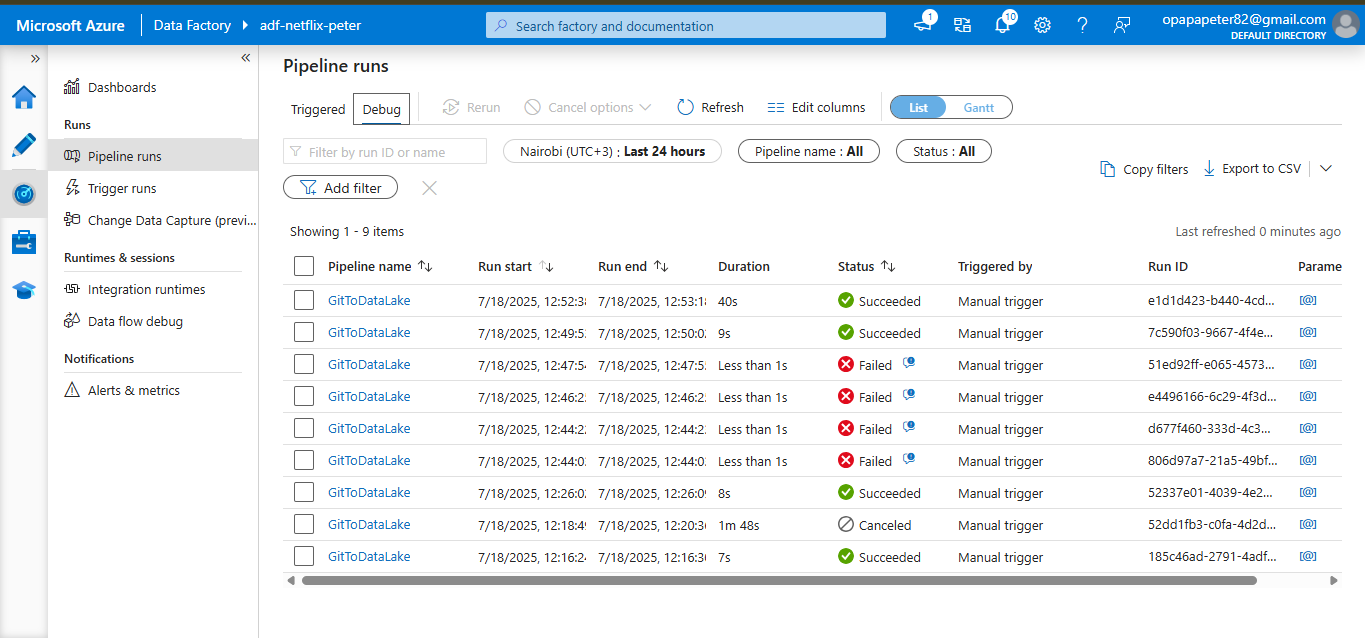 Microsoft Azure Data Factory adf-netflix-peter Search factory and documentation 1 10 opapapeter82@gmail.com
DEFAULT DIRECTORY
Dashboards
Runs
Pipeline runs
Trigger runs
Change Data Capture (previ...
Runtimes & sessions
Integration runtimes
Data flow debug
Notifications
Alerts & metrics
Pipeline runs
Triggered Debug Rerun Cancel options Refresh Edit columns List Gantt
Filter by run ID or name Nairobi (UTC+3) : Last 24 hours Pipeline name : All Status : All
Add filter Copy filters Export to CSV
Showing 1 - 9 items Last refreshed 0 minutes ago
Pipeline name Run start Run end Duration Status Triggered by Run ID Parame
GitToDataLake 7/18/2025, 12:52:38 7/18/2025, 12:53:18 40s Succeeded Manual trigger e1d1d423-b440-4cd... [@]
GitToDataLake 7/18/2025, 12:49:5 7/18/2025, 12:50:0 9s Succeeded Manual trigger 7c590f03-9667-4f4e... [@]
GitToDataLake 7/18/2025, 12:47:54 7/18/2025, 12:47:5 Less than 1s Failed Manual trigger 51ed92ff-e065-4573... [@]
GitToDataLake 7/18/2025, 12:46:2 7/18/2025, 12:46:2 Less than 1s Failed Manual trigger e4496166-6c29-4f3d... [@]
GitToDataLake 7/18/2025, 12:44:2 7/18/2025, 12:44:2 Less than 1s Failed Manual trigger d677f460-333d-4c3... [@]
GitToDataLake 7/18/2025, 12:44:0 7/18/2025, 12:44:0 Less than 1s Failed Manual trigger 806d97a7-21a5-49bf... [@]
GitToDataLake 7/18/2025, 12:26:0 7/18/2025, 12:26:09 8s Succeeded Manual trigger 52337e01-4039-4e2... [@]
GitToDataLake 7/18/2025, 12:18:49 7/18/2025, 12:20:36 1m 48s Canceled Manual trigger 52dd1fb3-c0fa-4d2d... [@]
GitToDataLake 7/18/2025, 12:16:24 7/18/2025, 12:16:30 7s Succeeded Manual trigger 185c46ad-2791-4adf... [@]